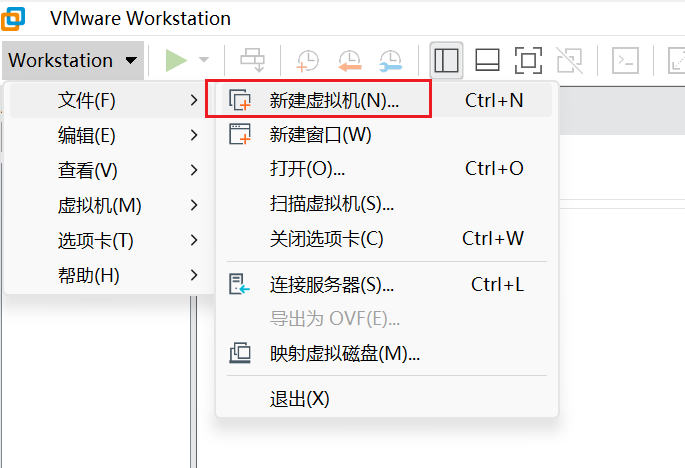 VMware Workstation
Workstation
文件(F)
编辑(E)
查看(V)
虚拟机(M)
选项卡(T)
帮助(H)
新建虚拟机(N)... Ctrl+N
新建窗口(W)
打开(O)... Ctrl+O
扫描虚拟机(S)...
关闭选项卡(C) Ctrl+W
连接服务器(S)... Ctrl+L
导出为 OVF(E)...
映射虚拟磁盘(M)...
退出(X)